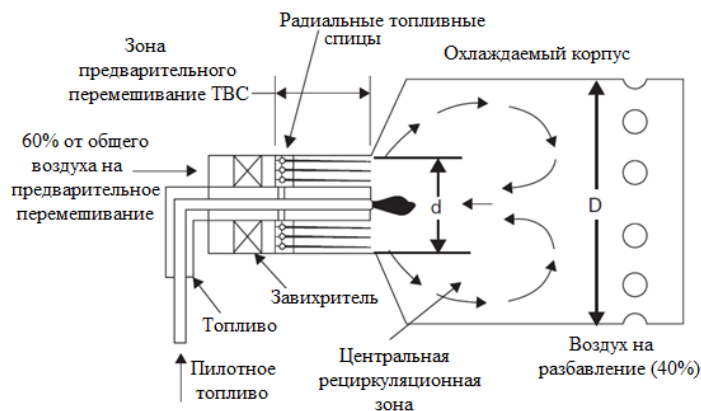 Радиальные топливные
спицы
Зона
предварительного
перемешивание ТВС
Охлаждаемый корпус
60% от общего
воздуха на
предварительное
перемешивание
d
D
Завихритель
Топливо
Пилотное
топливо
Центральная
рециркуляционная
зона
Воздух на
разбавление (40%)